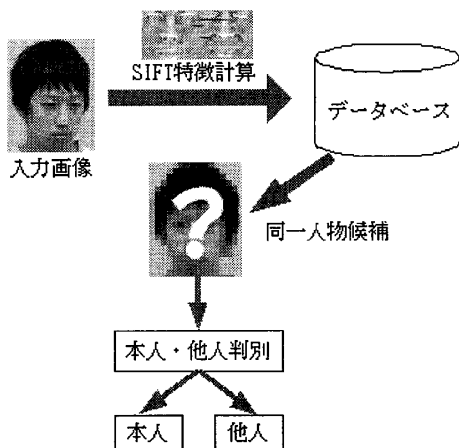 SIFT特徴計算
データベース
入力画像
?
同一人物候補
本人・他人判別
本人
他人